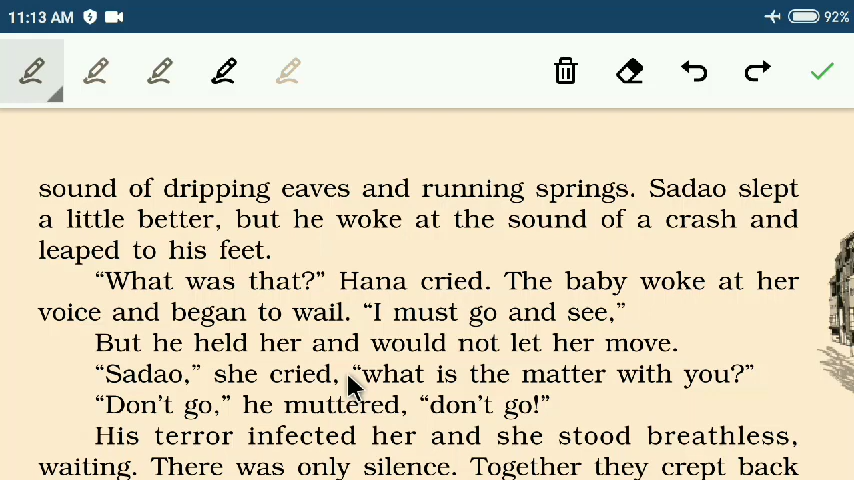 11:13 AM 92%
sound of dripping eaves and running springs. Sadao slept
a little better, but he woke at the sound of a crash and
leaped to his feet.
“What was that?” Hana cried. The baby woke at her
voice and began to wail. “I must go and see,”
But he held her and would not let her move.
“Sadao,” she cried, “what is the matter with you?”
“Don’t go,” he muttered, “don’t go!”
His terror infected her and she stood breathless,
waiting. There was only silence. Together they crept back